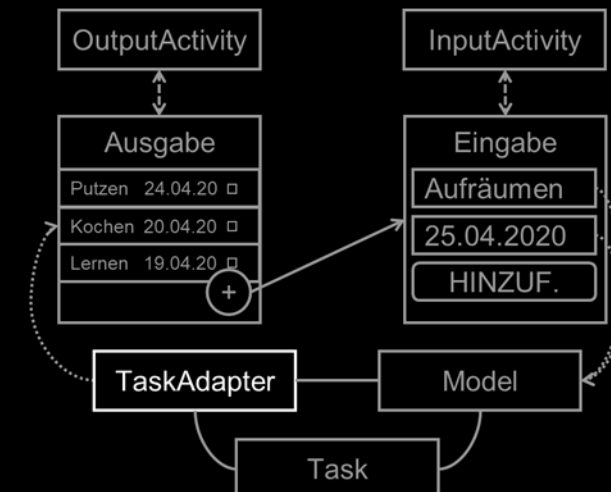 OutputActivity
InputActivity
Ausgabe
Putzen 24.04.20
Kochen 20.04.20
Lernen 19.04.20
+
Eingabe
Aufräumen
25.04.2020
HINZUF.
TaskAdapter
Model
Task